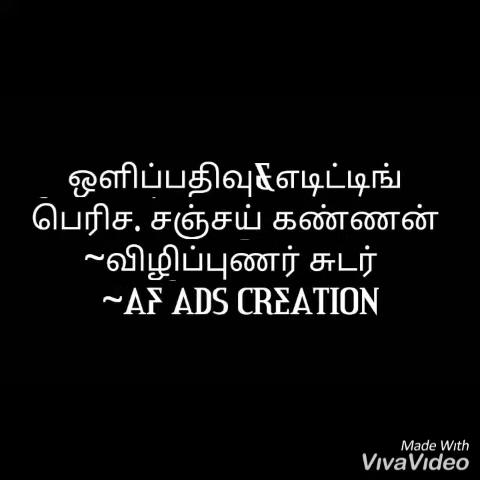 ஒளிப்பதிவு&எடிட்டிங்
பெரிச. சஞ்சய் கண்ணன்
~விழிப்புணர் சுடர்
~AF ADS CREATION
Made With
VivaVideo